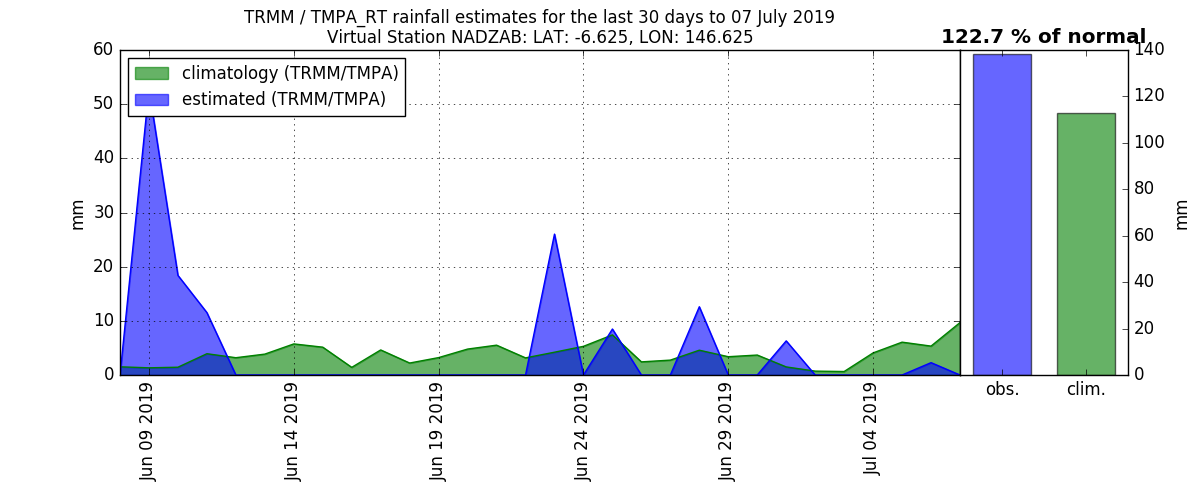 TRMM / TMPA_RT rainfall estimates for the last 30 days to 07 July 2019
Virtual Station NADZAB: LAT: -6.625, LON: 146.625
122.7 % of normal
climatology (TRMM/TMPA)
estimated (TRMM/TMPA)
60
50
40
30
20
10
0
mm
Jun 09 2019
Jun 14 2019
Jun 19 2019
Jun 24 2019
Jun 29 2019
Jul 04 2019
obs.
clim.
140
120
100
80
60
40
20
0
mm